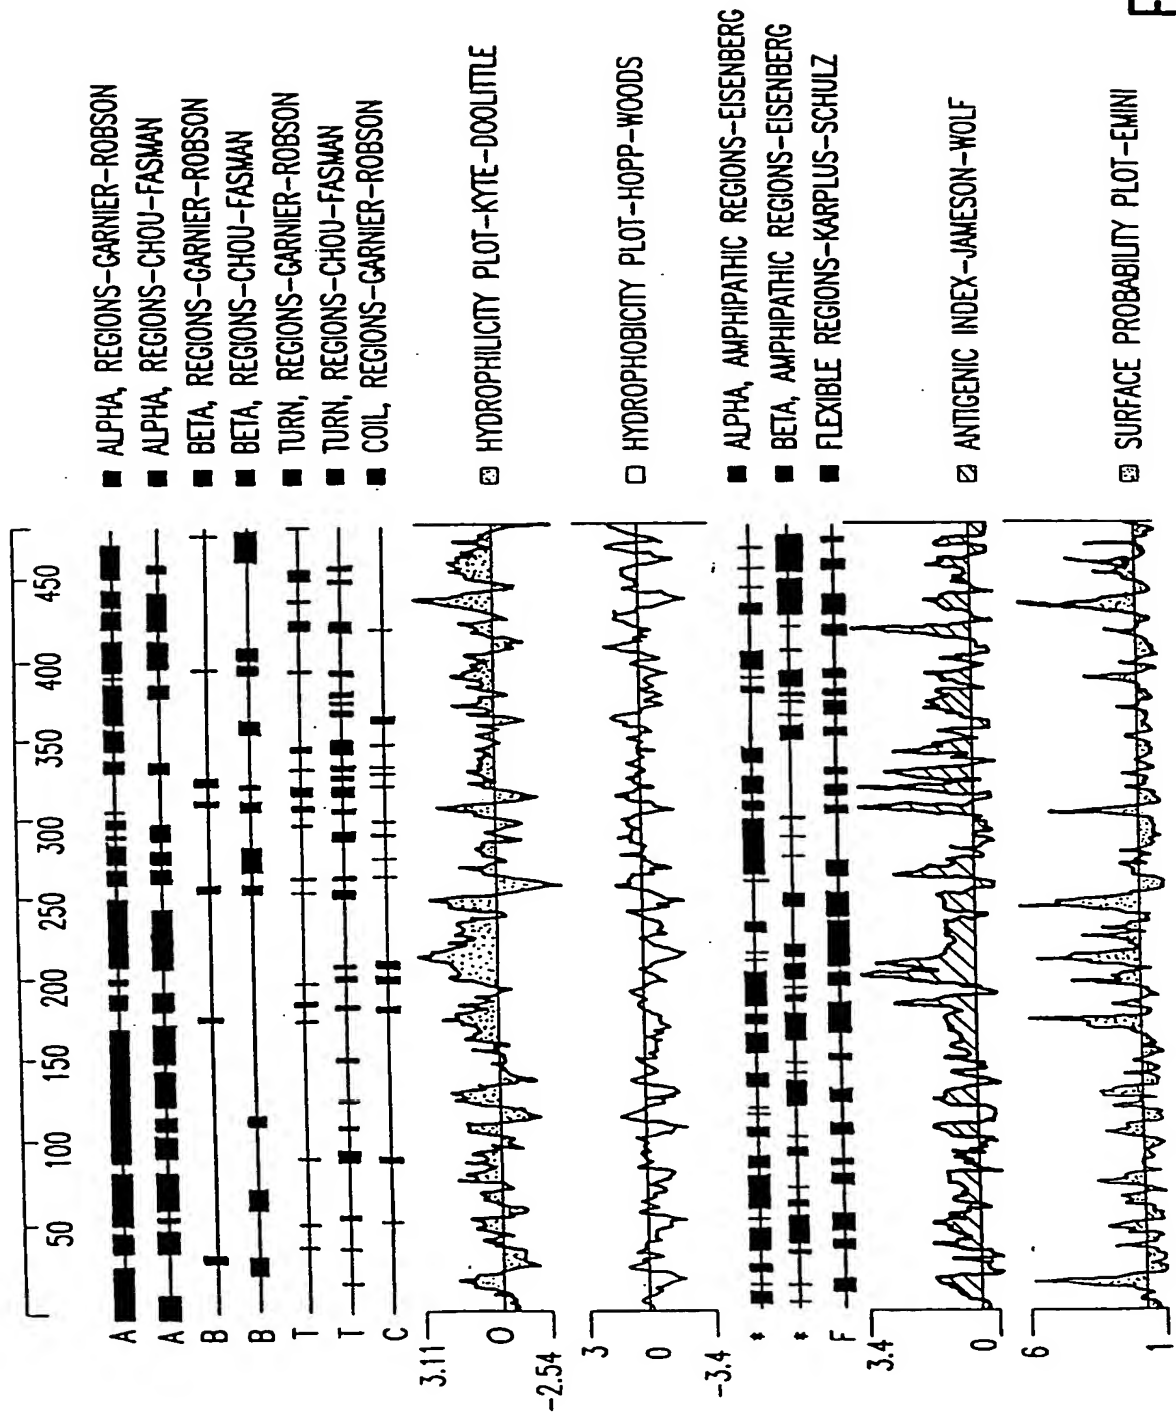 50 100 150 200 250 300 350 400 450
A ■ ALPHA, REGIONS-GARNIER-ROBSON
A ■ ALPHA, REGIONS-CHOU-FASMAN
B ■ BETA, REGIONS-GARNIER-ROBSON
B ■ BETA, REGIONS-CHOU-FASMAN
T ■ TURN, REGIONS-GARNIER-ROBSON
T ■ TURN, REGIONS-CHOU-FASMAN
C ■ COIL, REGIONS-GARNIER-ROBSON
3.11
0 HYDROPHILICITY PLOT-KYTE-DOOLITTLE
-2.54
3
0 HYDROPHOBICITY PLOT-HOPP-WOODS
-3.4
* ■ ALPHA, AMPHIPATHIC REGIONS-EISENBERG
* ■ BETA, AMPHIPATHIC REGIONS-EISENBERG
F ■ FLEXIBLE REGIONS-KARPLUS-SCHULZ
3.4
ANTIGENIC INDEX-JAMESON-WOLF
0
6
SURFACE PROBABILITY PLOT-EMINI
1